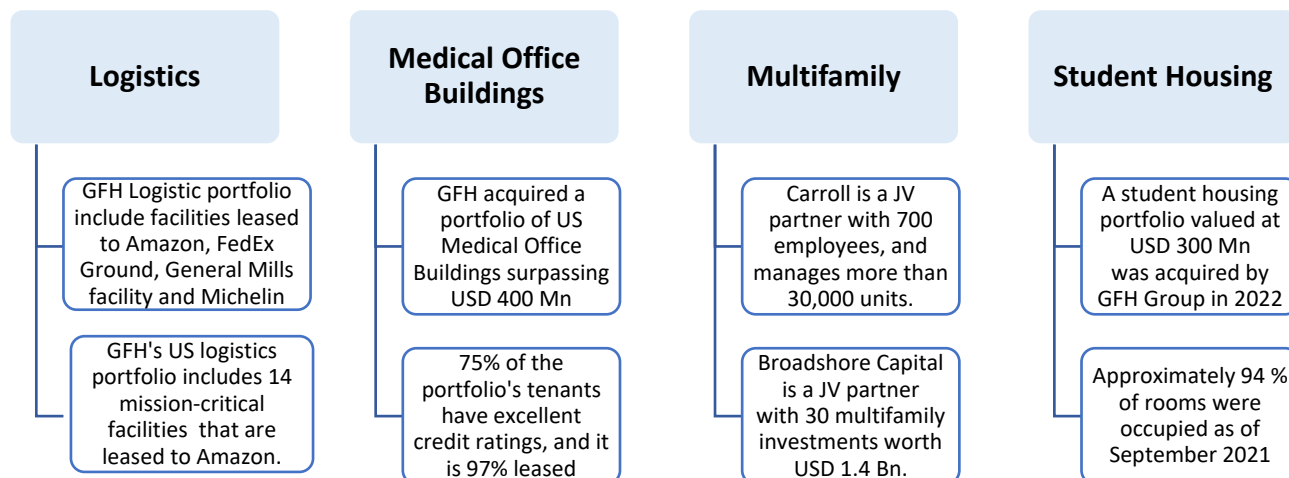 Logistics
GFH Logistic portfolio
include facilities leased
to Amazon, FedEx
Ground, General Mills
facility and Michelin
GFH's US logistics
portfolio includes 14
mission-critical
facilities that are
leased to Amazon.
Medical Office
Buildings
GFH acquired a
portfolio of US
Medical Office
Buildings surpassing
USD 400 Mn
75% of the
portfolio's tenants
have excellent
credit ratings, and it
is 97% leased
Multifamily
Carroll is a JV
partner with 700
employees, and
manages more than
30,000 units.
Broadshore Capital
is a JV partner
with 30 multifamily
investments worth
USD 1.4 Bn.
Student Housing
A student housing
portfolio valued at
USD 300 Mn
was acquired by
GFH Group in 2022
Approximately 94 %
of rooms were
occupied as of
September 2021